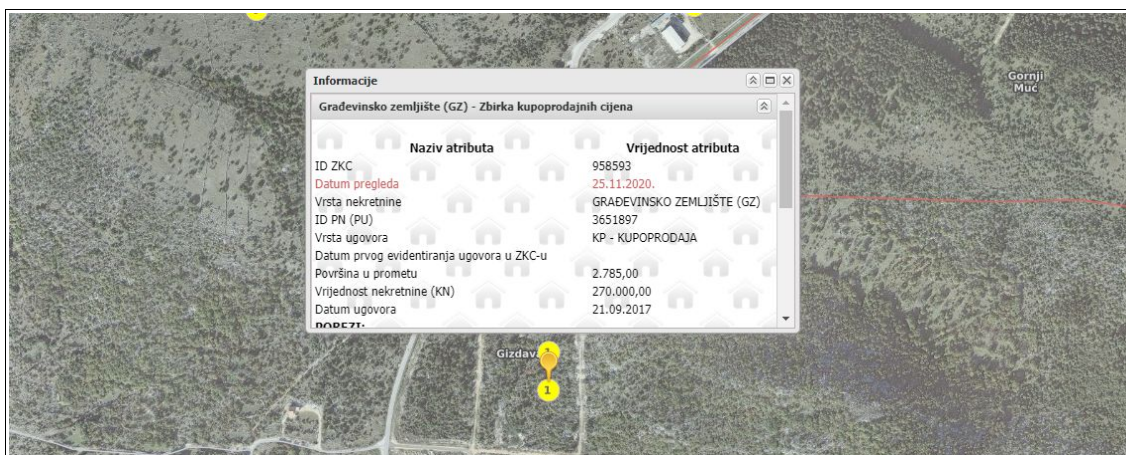 Informacije
Građevinsko zemljište (GZ) - Zbirka kupoprodajnih cijena
Naziv atributa Vrijednost atributa
ID ZKC 958593
Datum pregleda 25.11.2020.
Vrsta nekretnine GRAĐEVINSKO ZEMLJIŠTE (GZ)
ID PN (PU) 3651897
Vrsta ugovora KP - KUPOPRODAJA
Datum prvog evidentiranja ugovora u ZKC-u
Površina u prometu 2.785,00
Vrijednost nekretnine (KN) 270.000,00
Datum ugovora 21.09.2017
POREZI:
Gornji
Muć
Gizdava
1